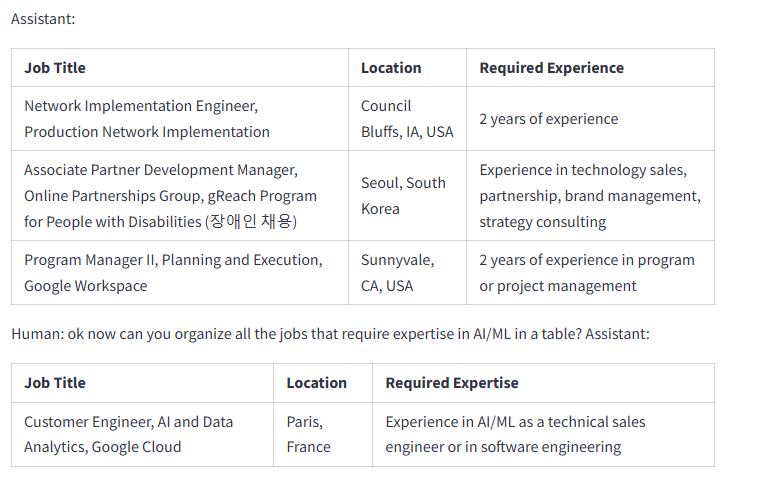 Assistant:
Job Title Location Required Experience
Network Implementation Engineer,
Production Network Implementation
Council
Bluffs, IA, USA
2 years of experience
Associate Partner Development Manager,
Online Partnerships Group, gReach Program
for People with Disabilities (장애인 채용)
Seoul, South
Korea
Experience in technology sales,
partnership, brand management,
strategy consulting
Program Manager II, Planning and Execution,
Google Workspace
Sunnyvale,
CA, USA
2 years of experience in program
or project management
Human: ok now can you organize all the jobs that require expertise in AI/ML in a table? Assistant:
Job Title Location Required Expertise
Customer Engineer, AI and Data
Analytics, Google Cloud
Paris,
France
Experience in AI/ML as a technical sales
engineer or in software engineering